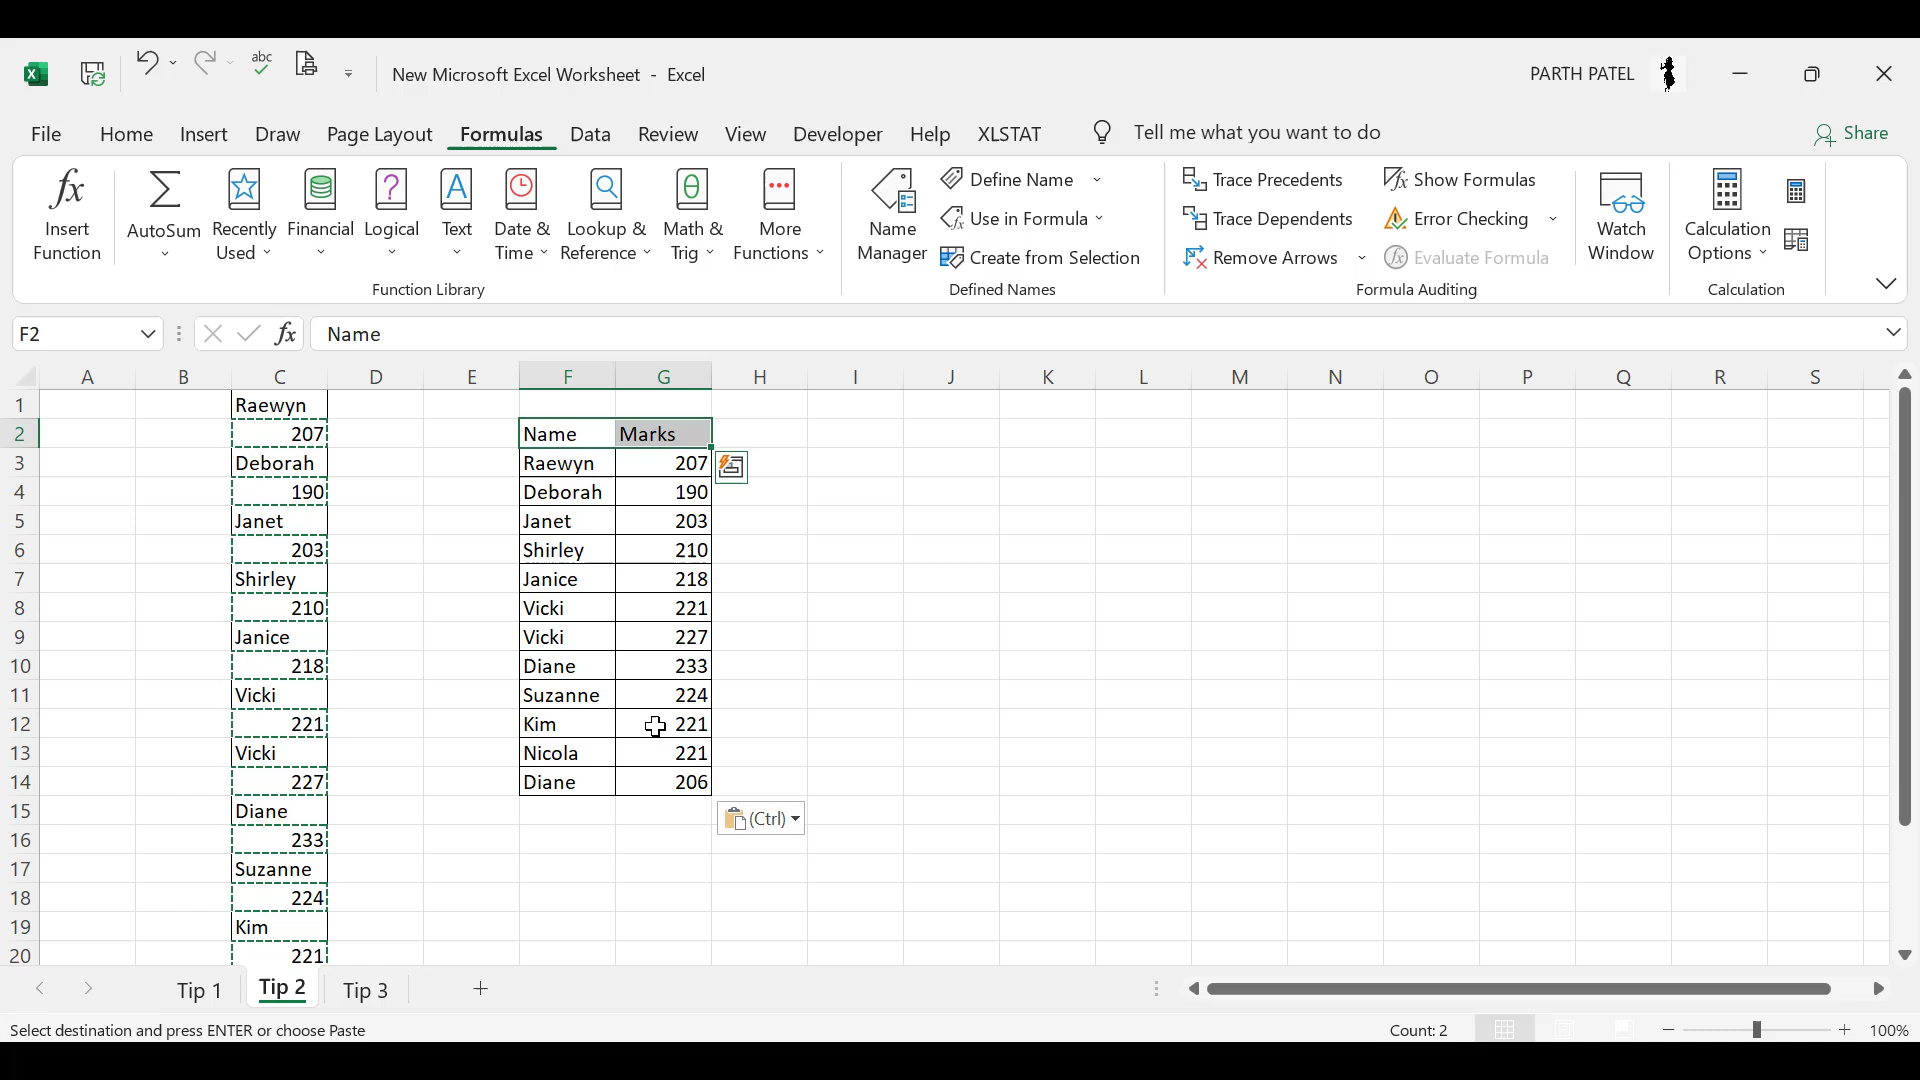 abc
New Microsoft Excel Worksheet - Excel
PARTH PATEL
File Home Insert Draw Page Layout Formulas Data Review View Developer Help XLSTAT Tell me what you want to do Share
fx
Insert Function
AutoSum
Recently Used
Financial
Logical
Text
Date & Time
Lookup & Reference
Math & Trig
More Functions
Function Library
Name Manager
Define Name
Use in Formula
Create from Selection
Defined Names
Trace Precedents
Trace Dependents
Remove Arrows
Show Formulas
Error Checking
Evaluate Formula
Formula Auditing
Watch Window
Calculation Options
Calculation
F2 fx Name
A B C D E F G H I J K L M N O P Q R S
1 Raewyn
2 207 Name Marks
3 Deborah Raewyn 207
4 190 Deborah 190
5 Janet Janet 203
6 203 Shirley 210
7 Shirley Janice 218
8 210 Vicki 221
9 Janice Vicki 227
10 218 Diane 233
11 Vicki Suzanne 224
12 221 Kim 221
13 Vicki Nicola 221
14 227 Diane 206
15 Diane
(Ctrl)
16 233
17 Suzanne
18 224
19 Kim
20 221
Tip 1 Tip 2 Tip 3
Select destination and press ENTER or choose Paste Count: 2 100%